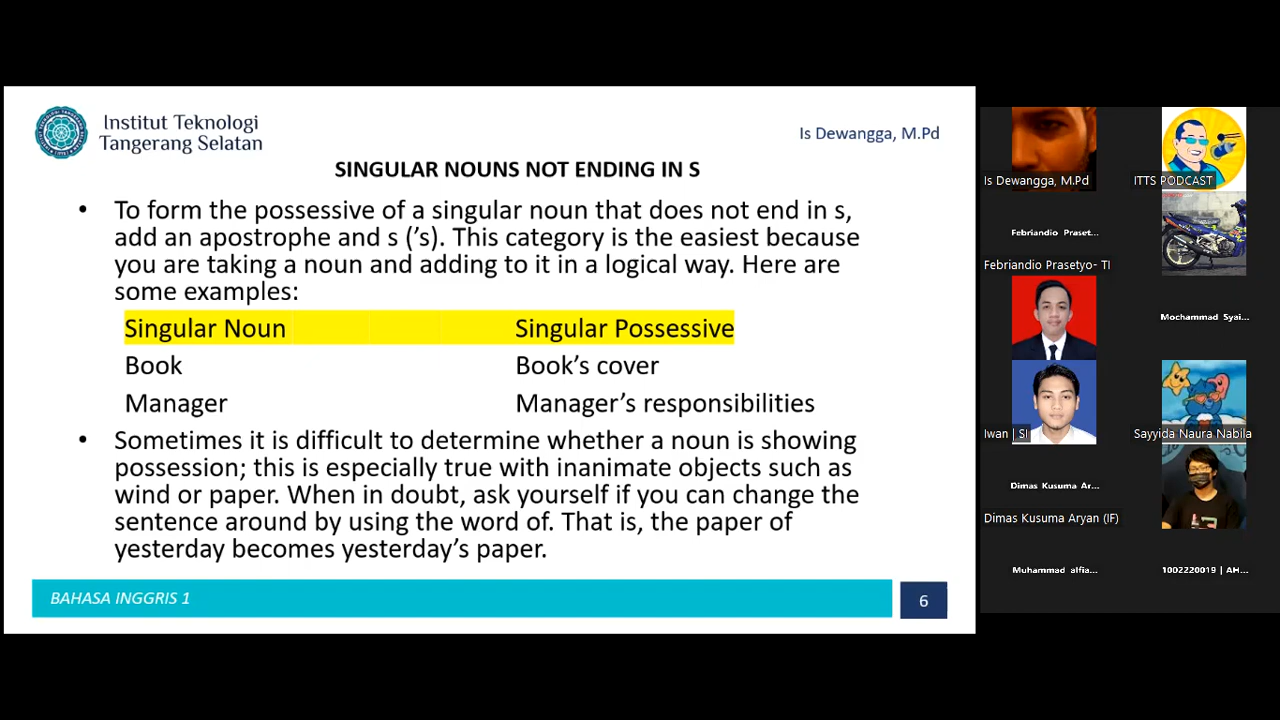 Institut Teknologi
Tangerang Selatan
Is Dewangga, M.Pd
SINGULAR NOUNS NOT ENDING IN S
• To form the possessive of a singular noun that does not end in s,
add an apostrophe and s (’s). This category is the easiest because
you are taking a noun and adding to it in a logical way. Here are
some examples:
Singular Noun Singular Possessive
Book Book’s cover
Manager Manager’s responsibilities
• Sometimes it is difficult to determine whether a noun is showing
possession; this is especially true with inanimate objects such as
wind or paper. When in doubt, ask yourself if you can change the
sentence around by using the word of. That is, the paper of
yesterday becomes yesterday’s paper.
BAHASA INGGRIS 1
6
Is Dewangga, M.Pd
ITTS PODCAST
Febriandio Praset...
Febriandio Prasetyo- TI
Mochammad Syai...
Iwan | SI
Sayyida Naura Nabila
Dimas Kusuma Ar...
Dimas Kusuma Aryan (IF)
Muhammad alfia...
1002220019 | AH...